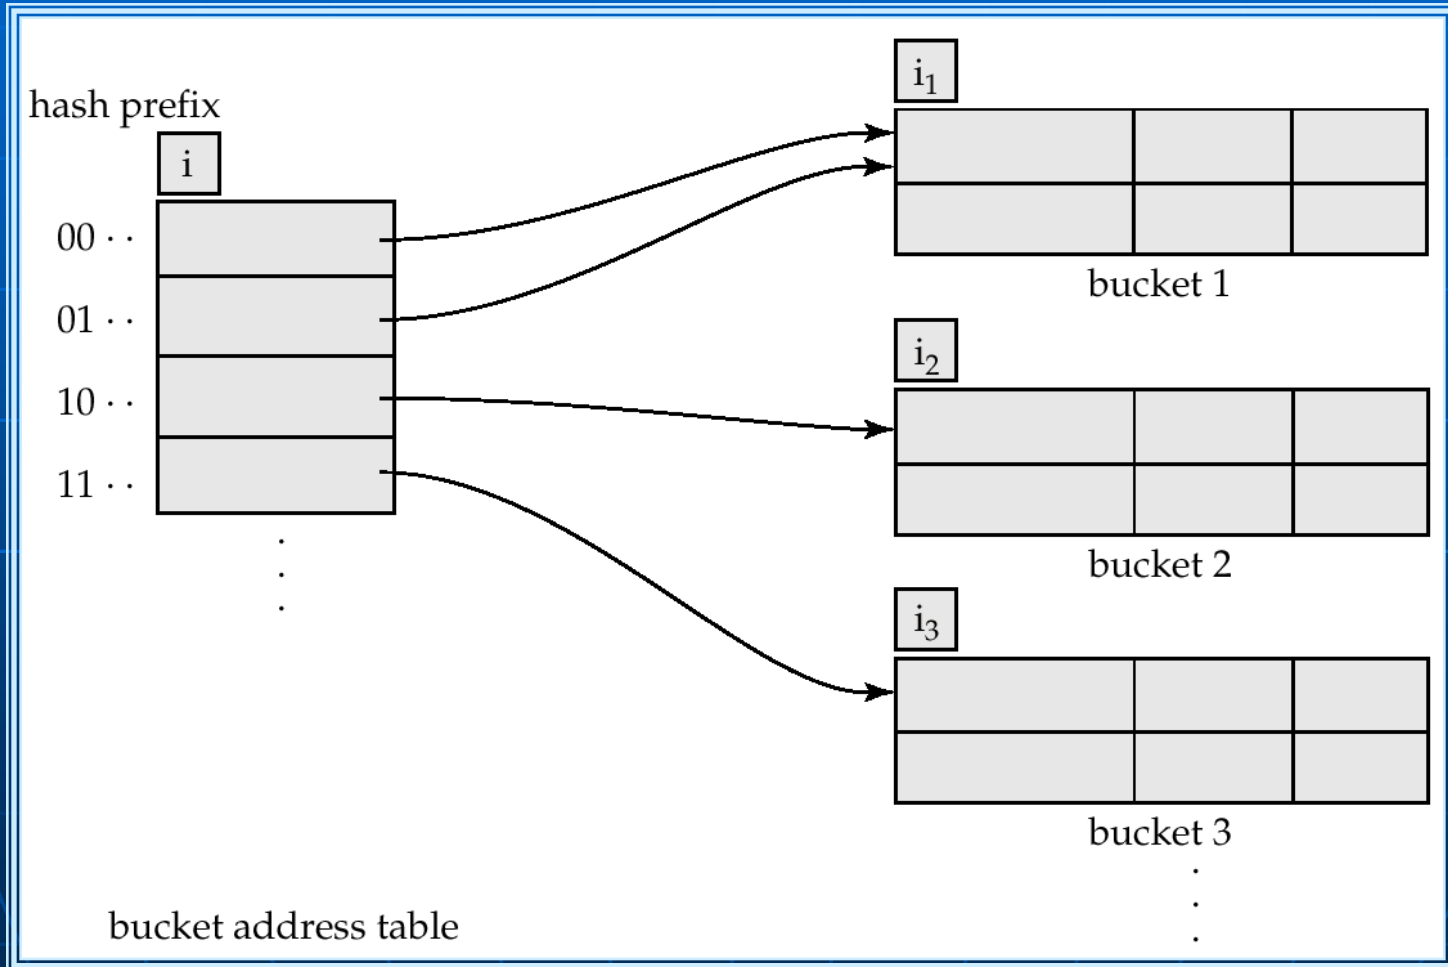 hash prefix
i
00 · ·
01 · ·
10 · ·
11 · ·
.
.
.
bucket address table
i₁
bucket 1
i₂
bucket 2
i₃
bucket 3
.
.
.